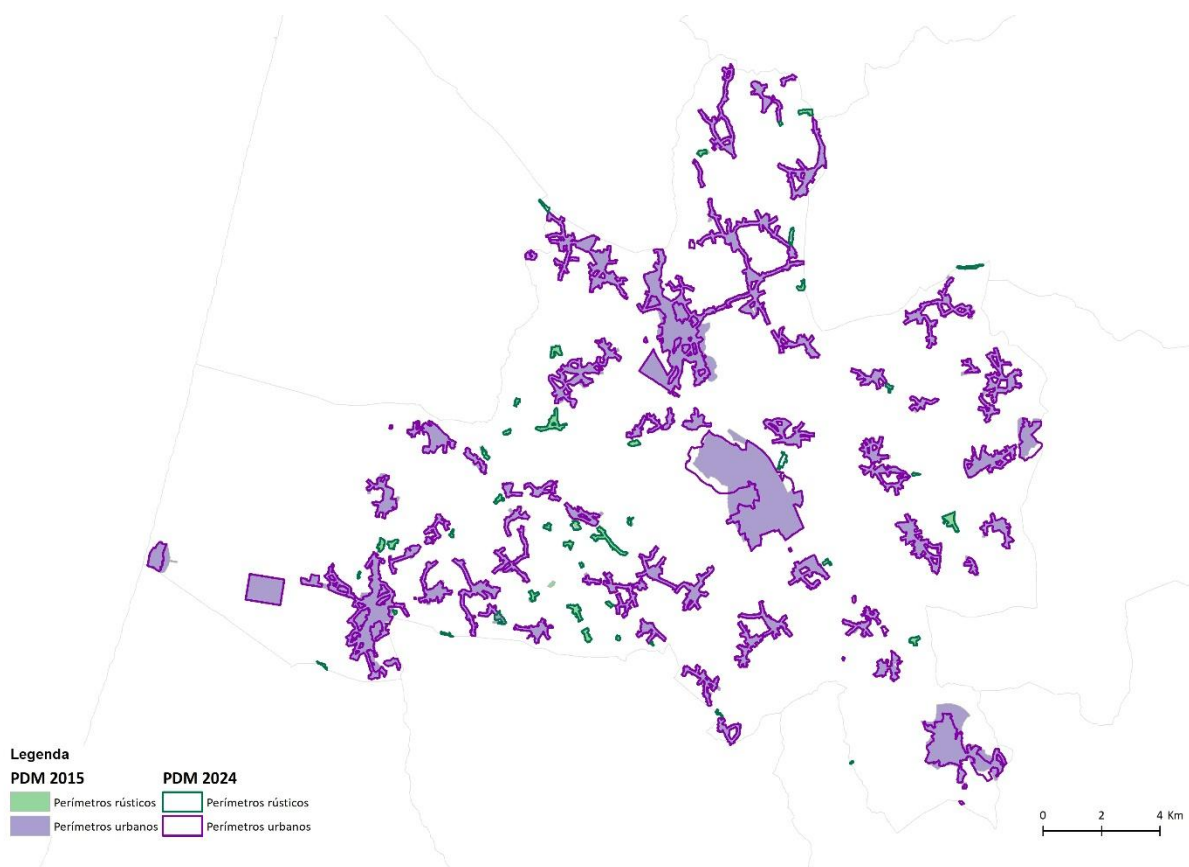 Legenda
PDM 2015 PDM 2024
Perímetros rústicos Perímetros rústicos
Perímetros urbanos Perímetros urbanos
0 2 4 Km